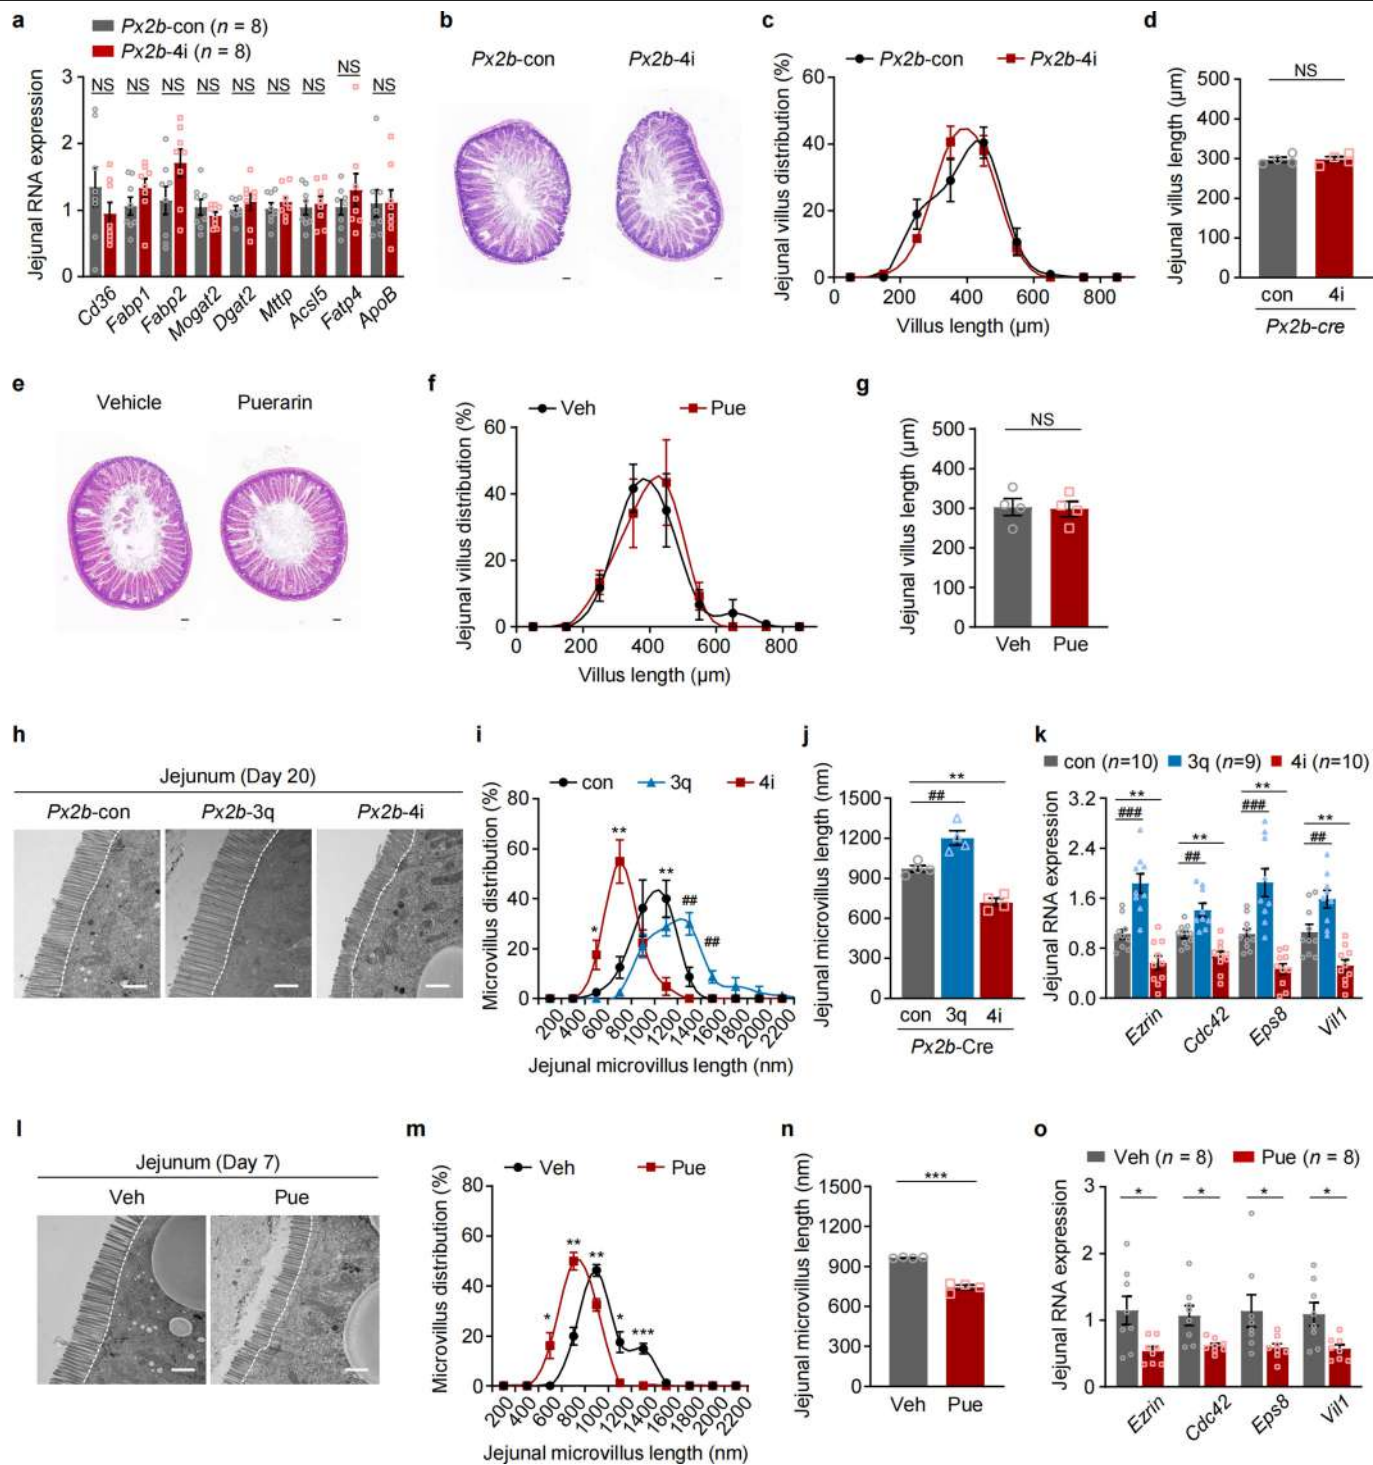 a
Px2b-con (n = 8)
Px2b-4i (n = 8)
NS NS NS NS NS NS NS NS NS
Jejunal RNA expression
3
2
1
0
Cd36 Fabp1 Fabp2 Mogat2 Dgat2 Mttp Acsl5 Fatp4 ApoB
b
Px2b-con Px2b-4i
c
Px2b-con Px2b-4i
Jejunal villus distribution (%)
60
40
20
0
0 200 400 600 800
Villus length (µm)
d
NS
Jejunal villus length (µm)
500
400
300
200
100
0
con 4i
Px2b-cre
e
Vehicle Puerarin
f
Veh Pue
Jejunal villus distribution (%)
60
40
20
0
0 200 400 600 800
Villus length (µm)
g
NS
Jejunal villus length (µm)
500
400
300
200
100
0
Veh Pue
h
Jejunum (Day 20)
Px2b-con Px2b-3q Px2b-4i
i
con 3q 4i
Microvillus distribution (%)
80
60
40
20
0
* ** ** ## ##
200 400 600 800 1000 1200 1400 1600 1800 2000 2200
Jejunal microvillus length (nm)
j
**
##
Jejunal microvillus length (nm)
1500
1200
900
600
300
0
con 3q 4i
Px2b-Cre
k
con (n=10) 3q (n=9) 4i (n=10)
Jejunal RNA expression
3.2
2.4
1.6
0.8
0.0
** ** ** **
### ## ### ##
Ezrin Cdc42 Eps8 Vil1
l
Jejunum (Day 7)
Veh Pue
m
Veh Pue
Microvillus distribution (%)
80
60
40
20
0
* ** ** * ***
200 400 600 800 1000 1200 1400 1600 1800 2000 2200
Jejunal microvillus length (nm)
n
***
Jejunal microvillus length (nm)
1500
1200
900
600
300
0
Veh Pue
o
Veh (n = 8) Pue (n = 8)
Jejunal RNA expression
3
2
1
0
* * * *
Ezrin Cdc42 Eps8 Vil1